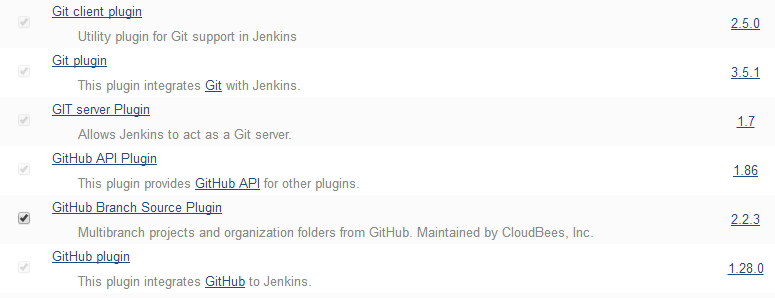 Git client plugin
Utility plugin for Git support in Jenkins
2.5.0
Git plugin
This plugin integrates Git with Jenkins.
3.5.1
GIT server Plugin
Allows Jenkins to act as a Git server.
1.7
GitHub API Plugin
This plugin provides GitHub API for other plugins.
1.86
GitHub Branch Source Plugin
Multibranch projects and organization folders from GitHub. Maintained by CloudBees, Inc.
2.2.3
GitHub plugin
This plugin integrates GitHub to Jenkins.
1.28.0